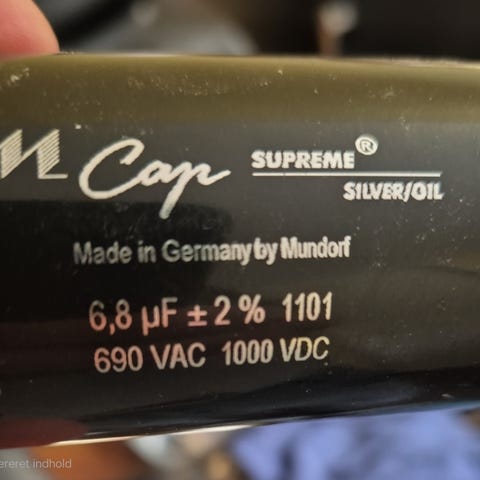 M Cap SUPREME®
SILVER/OIL
Made in Germany by Mundorf
6,8 µF ± 2 % 1101
690 VAC 1000 VDC
indhold